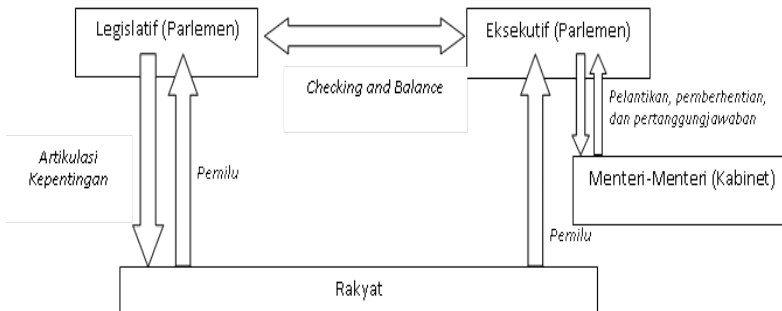 Legislatif (Parlemen)
Eksekutif (Parlemen)
Checking and Balance
Pelantikan, pemberhentian,
dan pertanggungjawaban
Artikulasi
Kepentingan
Pemilu
Menteri-Menteri (Kabinet)
Pemilu
Rakyat